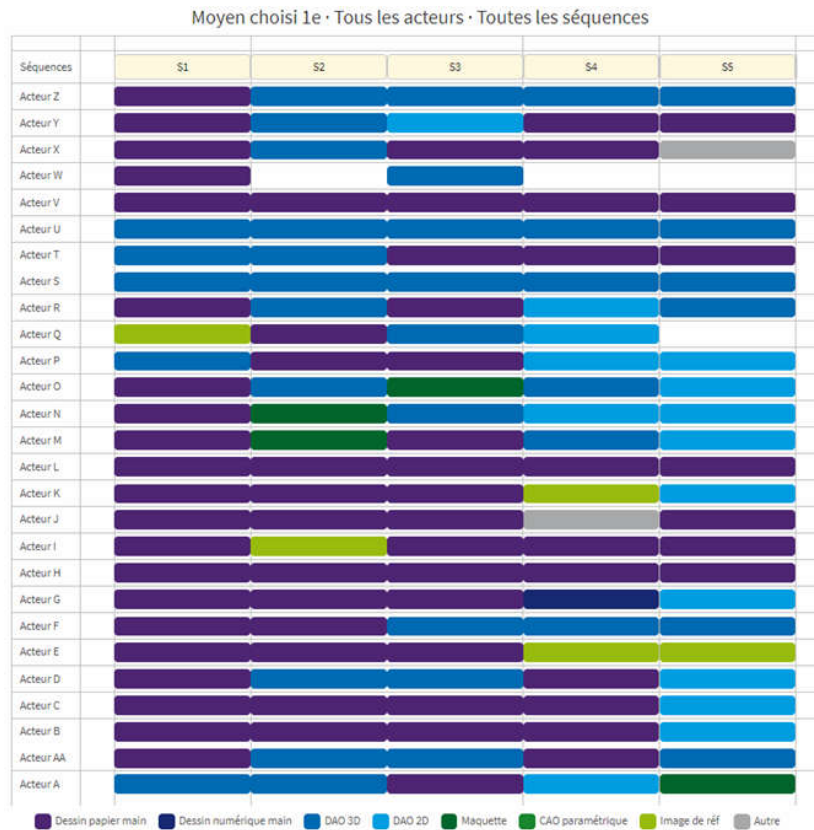 Moyen choisi 1e · Tous les acteurs · Toutes les séquences
Séquences S1 S2 S3 S4 S5
Acteur Z
Acteur Y
Acteur X
Acteur W
Acteur V
Acteur U
Acteur T
Acteur S
Acteur R
Acteur Q
Acteur P
Acteur O
Acteur N
Acteur M
Acteur L
Acteur K
Acteur J
Acteur I
Acteur H
Acteur G
Acteur F
Acteur E
Acteur D
Acteur C
Acteur B
Acteur AA
Acteur A
Dessin papier main Dessin numérique main DAO 3D DAO 2D Maquette CAO paramétrique Image de réf Autre